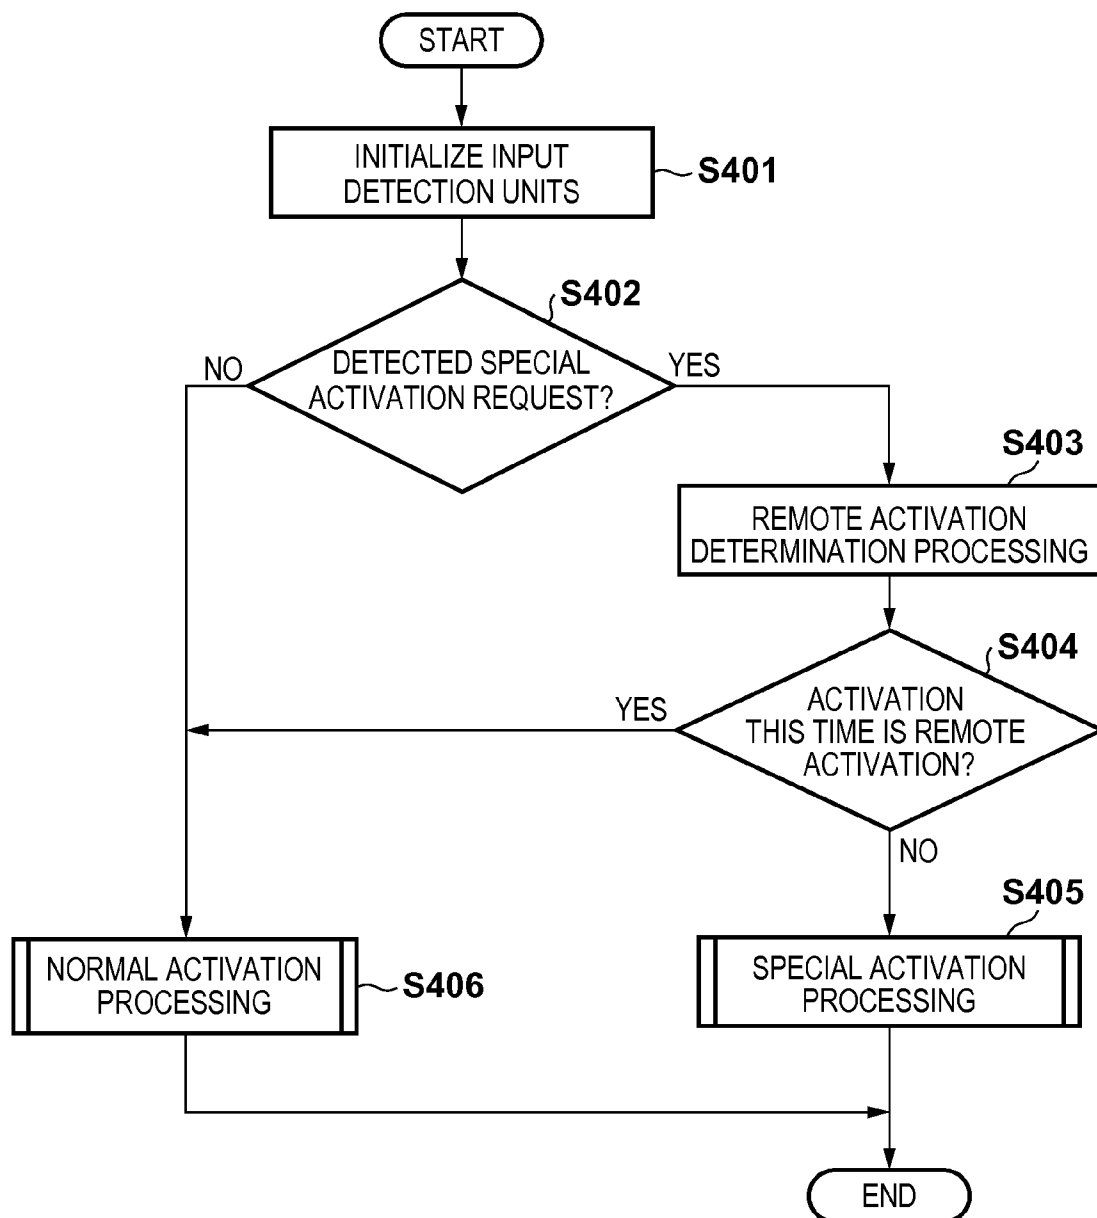 START
INITIALIZE INPUT
DETECTION UNITS
S401
S402
DETECTED SPECIAL
ACTIVATION REQUEST?
NO
YES
S403
REMOTE ACTIVATION
DETERMINATION PROCESSING
S404
ACTIVATION
THIS TIME IS REMOTE
ACTIVATION?
YES
NO
S405
SPECIAL ACTIVATION
PROCESSING
NORMAL ACTIVATION
PROCESSING
S406
END